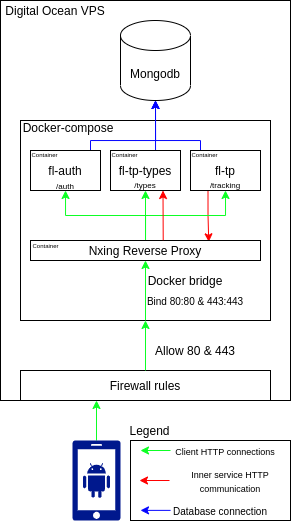 Digital Ocean VPS
Mongodb
Docker-compose
Container
fl-auth
/auth
Container
fl-tp-types
/types
Container
fl-tp
/tracking
Container
Nxing Reverse Proxy
Docker bridge
Bind 80:80 & 443:443
Allow 80 & 443
Firewall rules
Legend
Client HTTP connections
Inner service HTTP
communication
Database connection